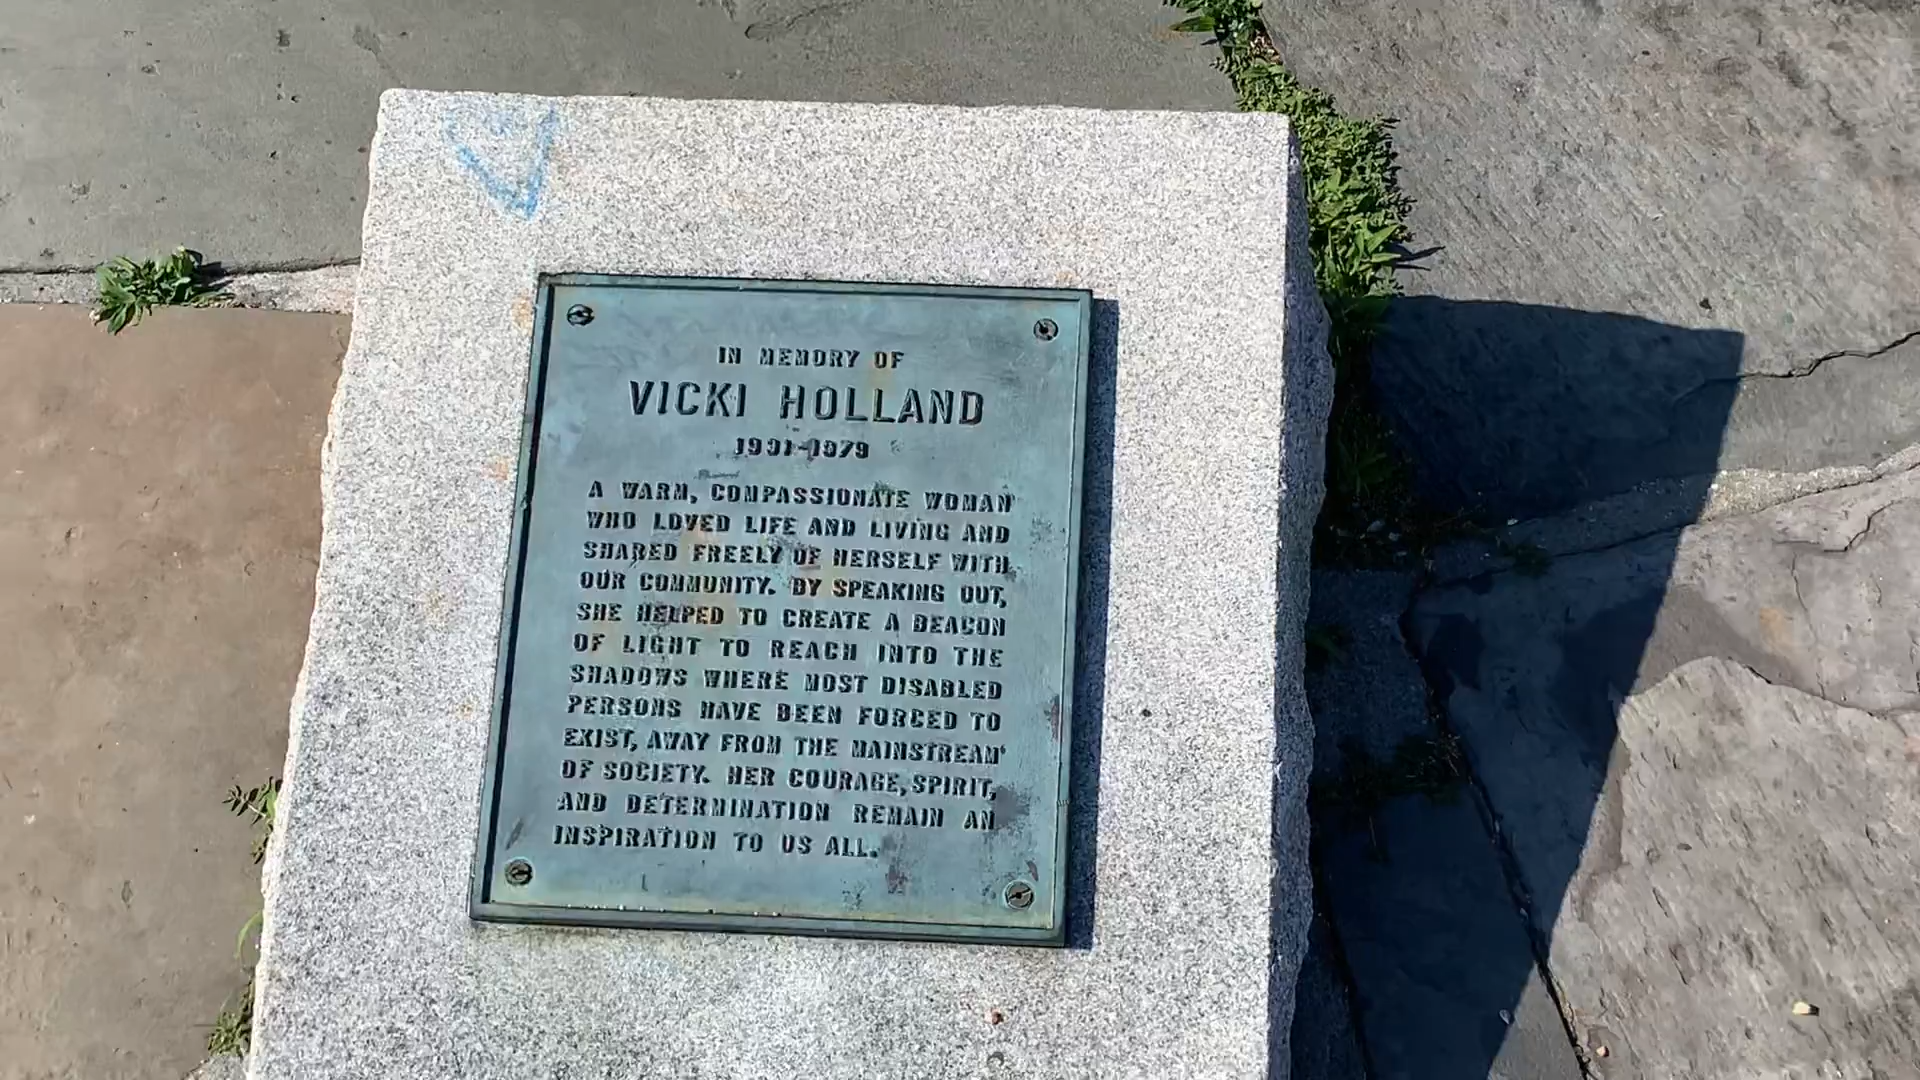 IN MEMORY OF
VICKI HOLLAND
A WARM, COMPASSIONATE WOMAN
WHO LOVED LIFE AND LIVING AND
SHARED FREELY OF HERSELF WITH
OUR COMMUNITY. BY SPEAKING OUT,
SHE HELPED TO CREATE A BEACON
OF LIGHT TO REACH INTO THE
SHADOWS WHERE MOST DISABLED
PERSONS HAVE BEEN FORCED TO
EXIST, AWAY FROM THE MAINSTREAM
OF SOCIETY. HER COURAGE, SPIRIT,
AND DETERMINATION REMAIN AN
INSPIRATION TO US ALL.